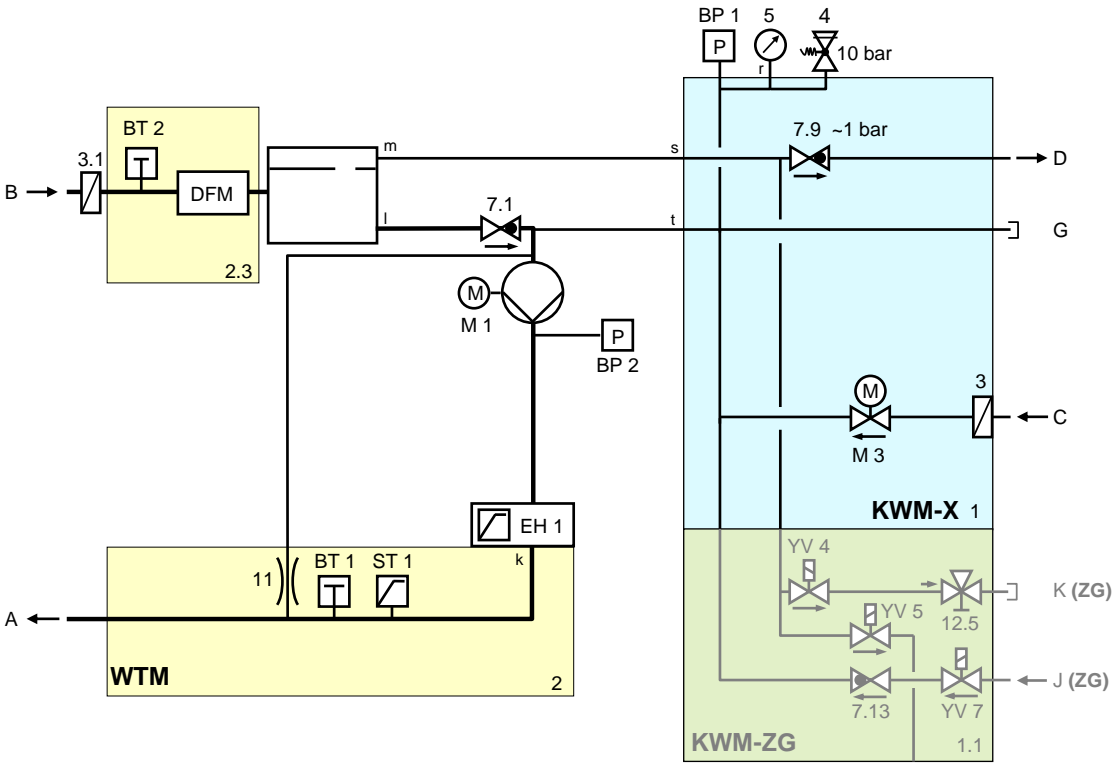 BP 1
5
4
P
r
10 bar
BT 2
7.9 ~1 bar
3.1
m
s
D
B
DFM
7.1
l
t
G
2.3
M
M 1
P
BP 2
3
M
C
M 3
EH 1
KWM-X 1
k
YV 4
BT 1
ST 1
11
K (ZG)
YV 5
12.5
A
WTM
2
J (ZG)
7.13
YV 7
KWM-ZG
1.1